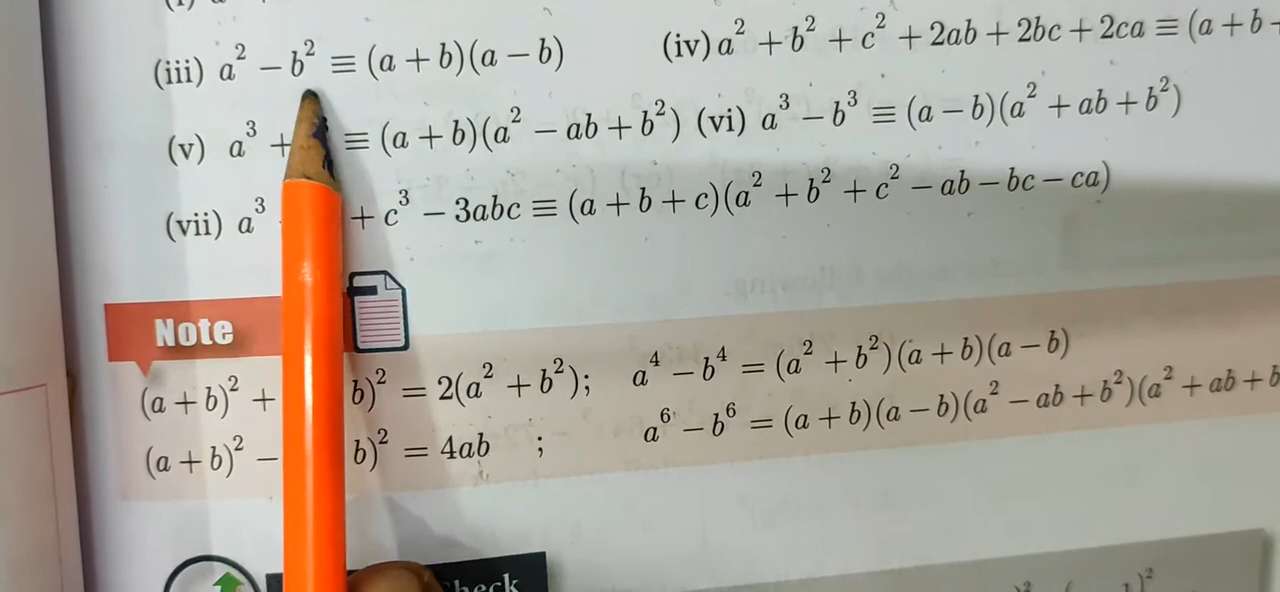 (iii) a² − b² ≡ (a + b)(a − b) (iv) a² + b² + c² + 2ab + 2bc + 2ca ≡ (a + b +
(v) a³ + ≡ (a + b)(a² − ab + b²) (vi) a³ − b³ ≡ (a − b)(a² + ab + b²)
(vii) a³ + c³ − 3abc ≡ (a + b + c)(a² + b² + c² − ab − bc − ca)
Note
(a + b)² + b)² = 2(a² + b²); a⁴ − b⁴ = (a² + b²)(a + b)(a − b)
(a + b)² − b)² = 4ab ; a⁶ − b⁶ = (a + b)(a − b)(a² − ab + b²)(a² + ab + b